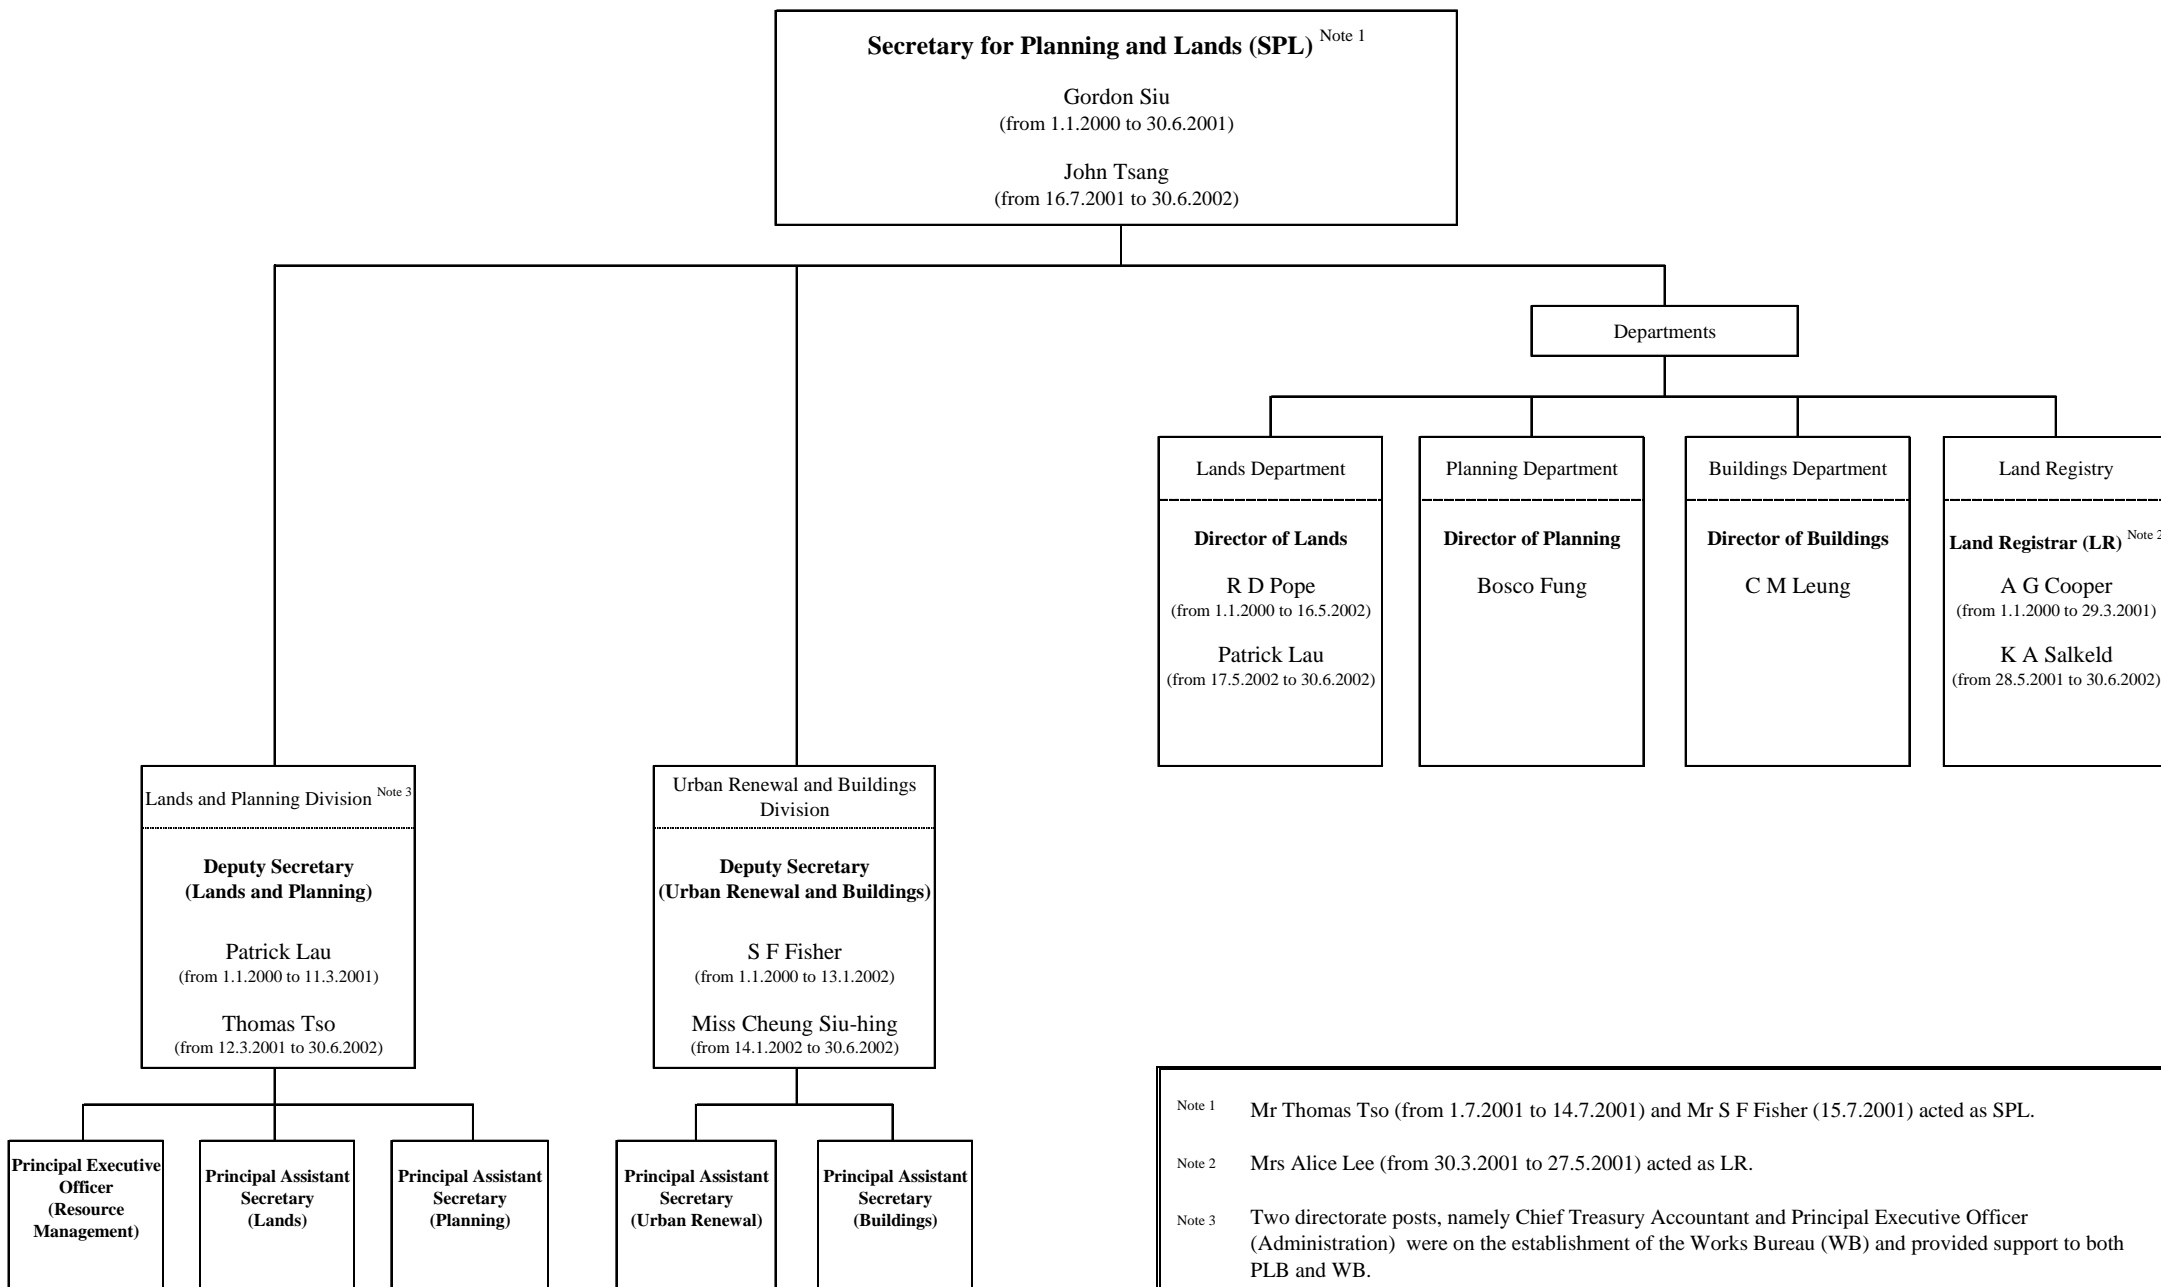 Secretary for Planning and Lands (SPL) Note 1
Gordon Siu
(from 1.1.2000 to 30.6.2001)
John Tsang
(from 16.7.2001 to 30.6.2002)
Departments
Lands Department
Director of Lands
R D Pope
(from 1.1.2000 to 16.5.2002)
Patrick Lau
(from 17.5.2002 to 30.6.2002)
Planning Department
Director of Planning
Bosco Fung
Buildings Department
Director of Buildings
C M Leung
Land Registry
Land Registrar (LR) Note 2
A G Cooper
(from 1.1.2000 to 29.3.2001)
K A Salkeld
(from 28.5.2001 to 30.6.2002)
Lands and Planning Division Note 3
Deputy Secretary
(Lands and Planning)
Patrick Lau
(from 1.1.2000 to 11.3.2001)
Thomas Tso
(from 12.3.2001 to 30.6.2002)
Urban Renewal and Buildings
Division
Deputy Secretary
(Urban Renewal and Buildings)
S F Fisher
(from 1.1.2000 to 13.1.2002)
Miss Cheung Siu-hing
(from 14.1.2002 to 30.6.2002)
Principal Executive
Officer
(Resource
Management)
Principal Assistant
Secretary
(Lands)
Principal Assistant
Secretary
(Planning)
Principal Assistant
Secretary
(Urban Renewal)
Principal Assistant
Secretary
(Buildings)
Note 1 Mr Thomas Tso (from 1.7.2001 to 14.7.2001) and Mr S F Fisher (15.7.2001) acted as SPL.
Note 2 Mrs Alice Lee (from 30.3.2001 to 27.5.2001) acted as LR.
Note 3 Two directorate posts, namely Chief Treasury Accountant and Principal Executive Officer
(Administration) were on the establishment of the Works Bureau (WB) and provided support to both
PLB and WB.